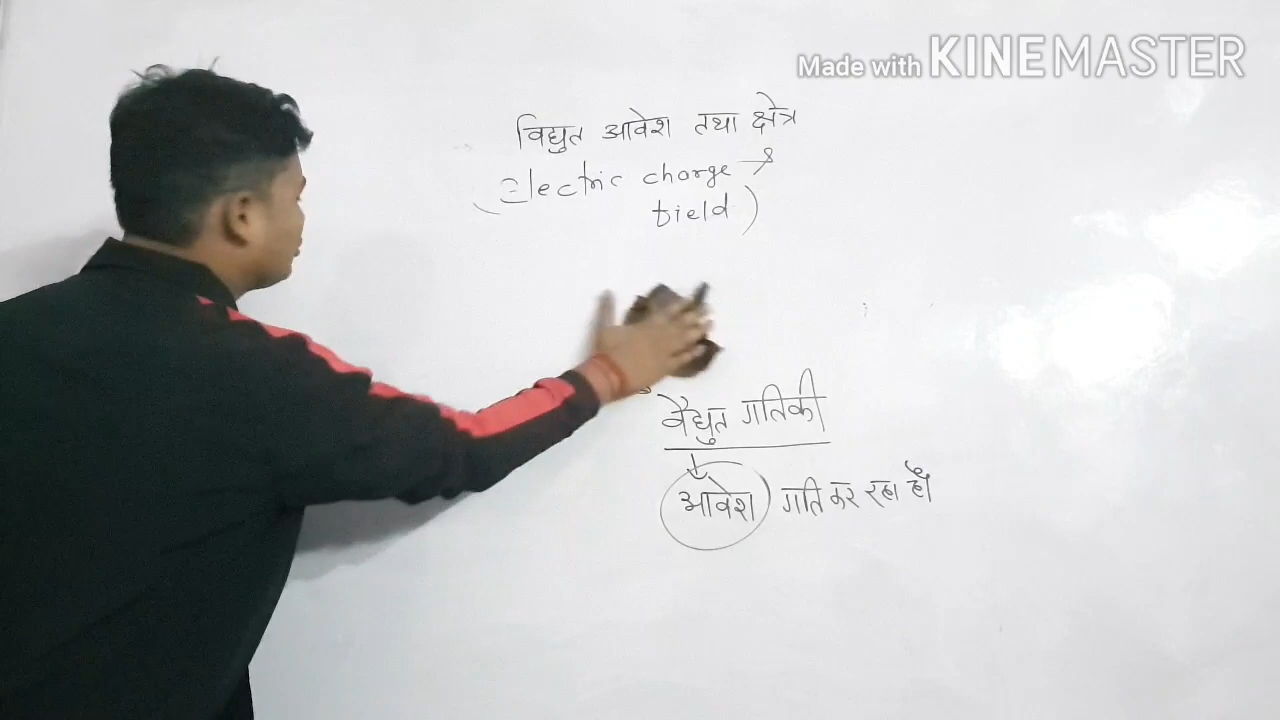 Made with KINEMASTER
विद्युत आवेश तथा क्षेत्र
(Electric charge &
field)
वैद्युत गतिकी
आवेश गति कर रहा हो